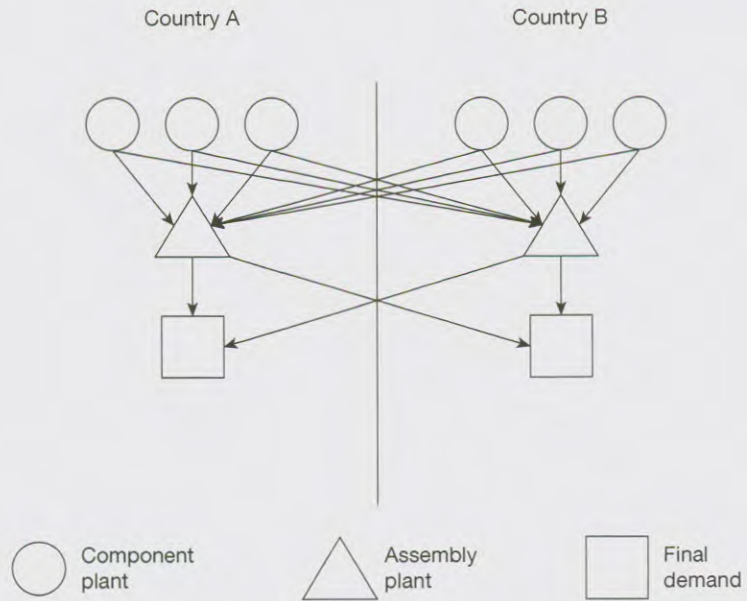 Country A
Country B
Component
plant
Assembly
plant
Final
demand